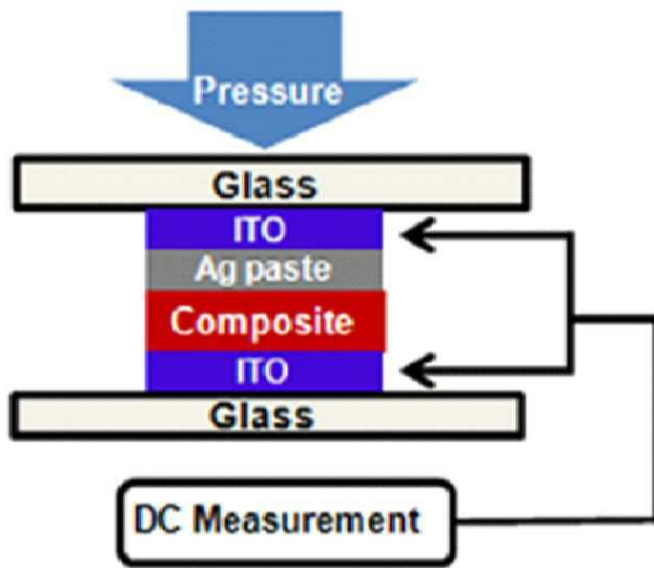 Pressure
Glass
ITO
Ag paste
Composite
ITO
Glass
DC Measurement